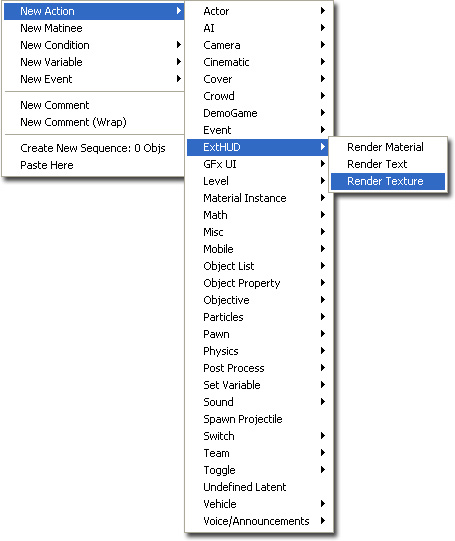 New Action
New Matinee
New Condition
New Variable
New Event
New Comment
New Comment (Wrap)
Create New Sequence: 0 Objs
Paste Here
Actor
AI
Camera
Cinematic
Cover
Crowd
DemoGame
Event
ExtHUD
GFx UI
Level
Material Instance
Math
Misc
Mobile
Object List
Object Property
Objective
Particles
Pawn
Physics
Post Process
Set Variable
Sound
Spawn Projectile
Switch
Team
Toggle
Undefined Latent
Vehicle
Voice/Announcements
Render Material
Render Text
Render Texture